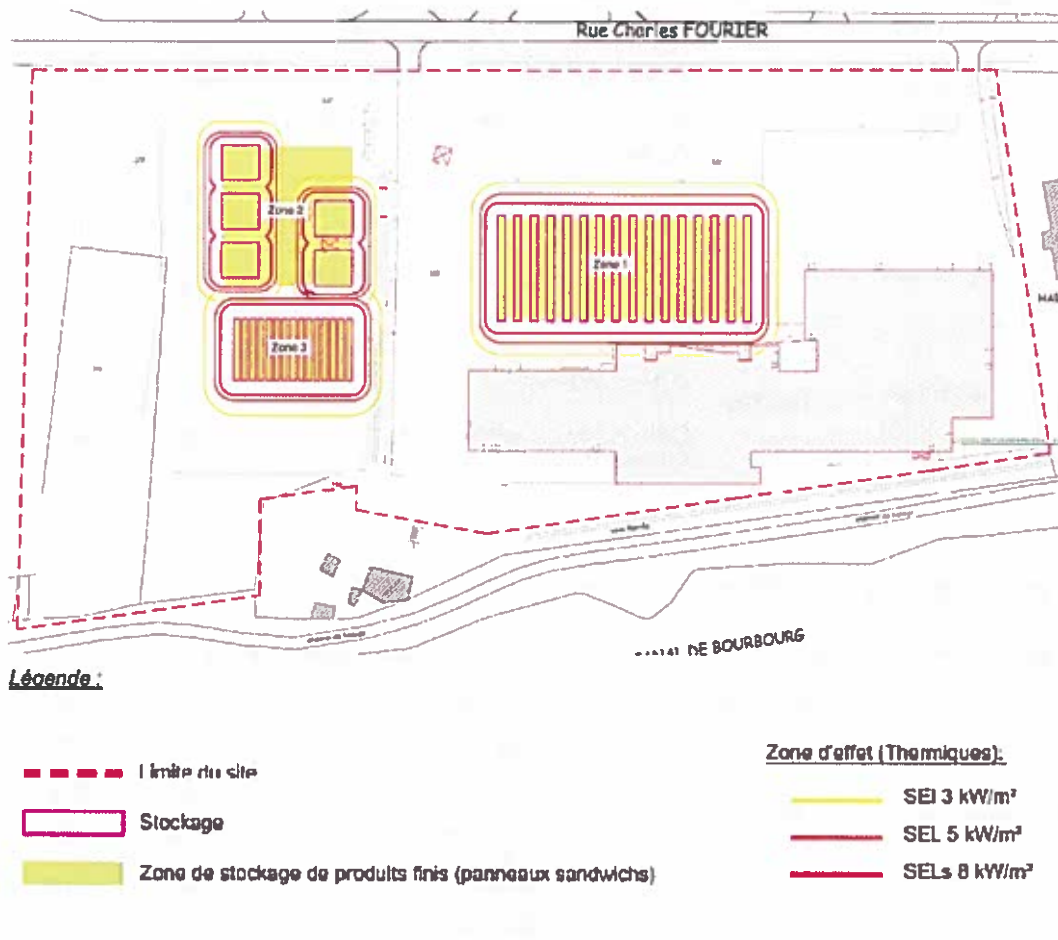 Rue Charles FOURIER
Zone 2
Zone 1
Zone 3
DE BOURBOURG
Légende :
Limite du site
Stockage
Zone de stockage de produits finis (panneaux sandwichs)
Zone d'effet (Thermiques):
SEI 3 kW/m²
SEL 5 kW/m²
SELs 8 kW/m²